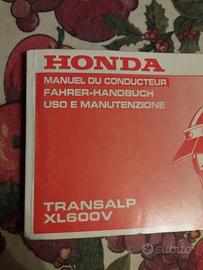 HONDA
MANUEL DU CONDUCTEUR
FAHRER-HANDBUCH
USO E MANUTENZIONE
TRANSALP
XL600V
subito